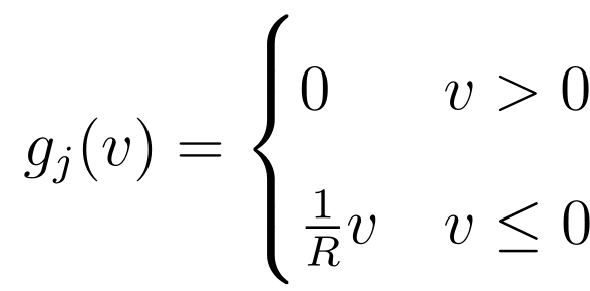 g_j(v) = { 0 v > 0
1/R v v ≤ 0